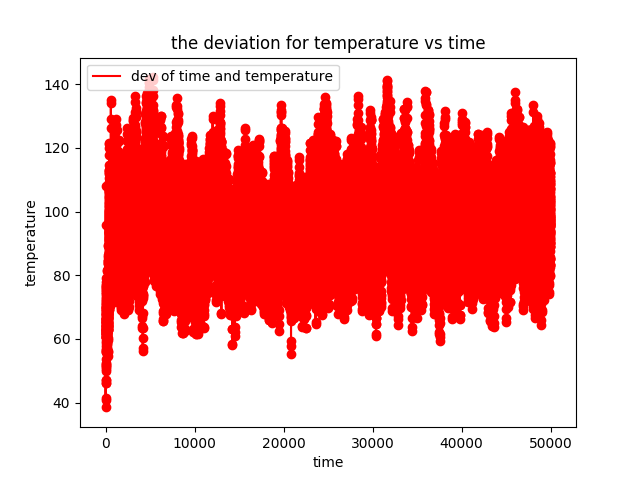 the deviation for temperature vs time
dev of time and temperature
140
120
100
80
60
40
temperature
0 10000 20000 30000 40000 50000
time